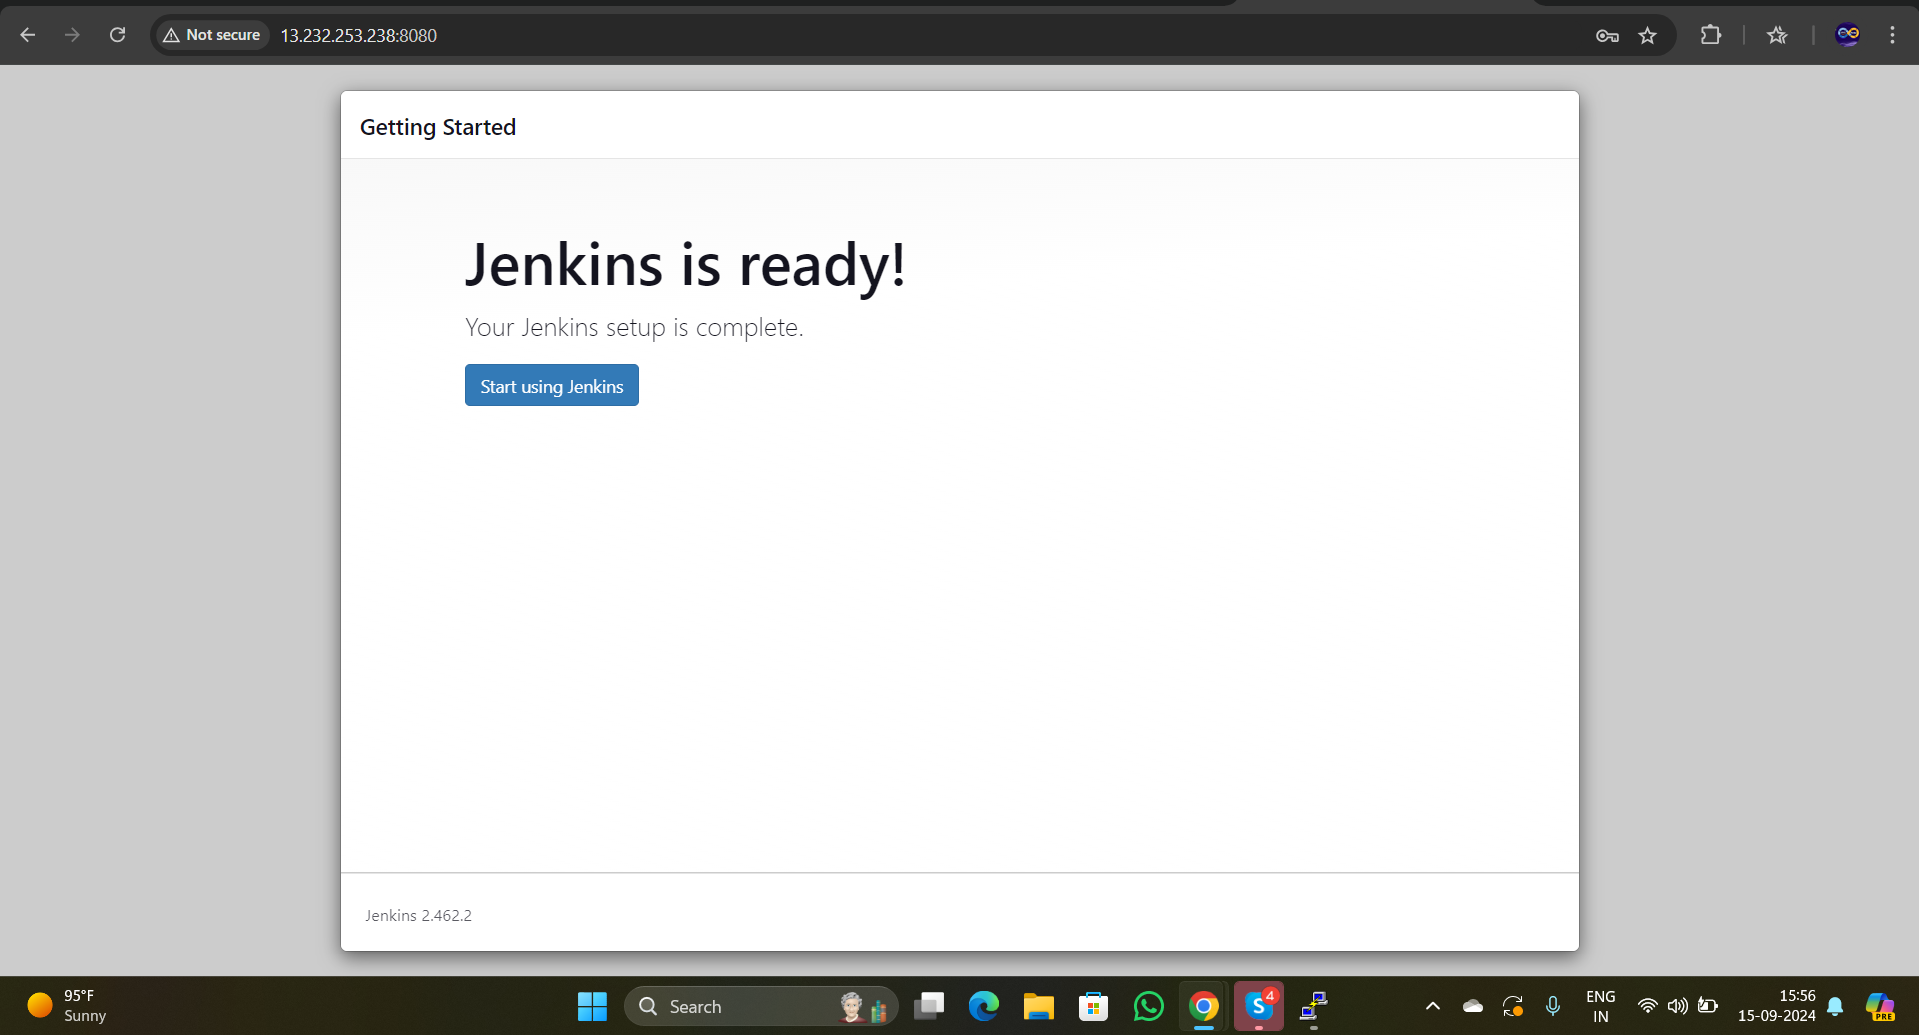 Not secure
13.232.253.238:8080
Getting Started
Jenkins is ready!
Your Jenkins setup is complete.
Start using Jenkins
Jenkins 2.462.2
95°F
Sunny
Search
S
4
ENG
IN
15:56
15-09-2024
PRE